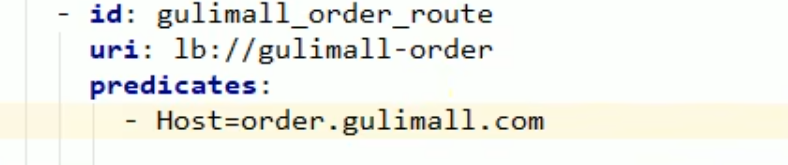 - id: gulimall_order_route
uri: lb://gulimall-order
predicates:
- Host=order.gulimall.com